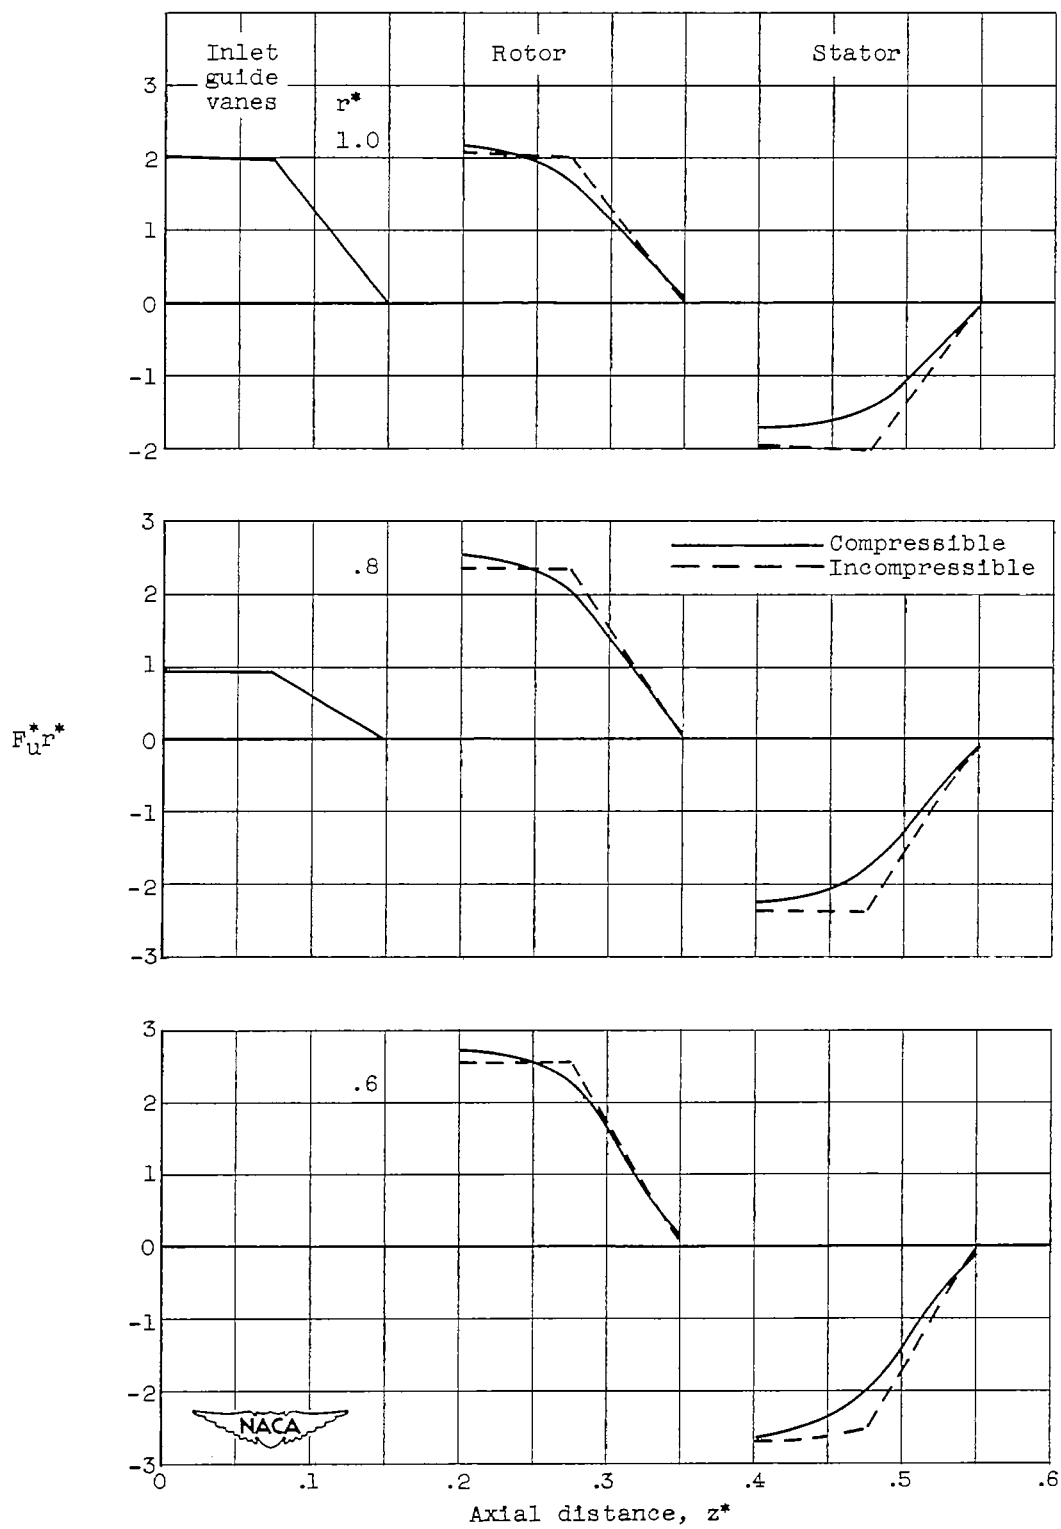 Inlet
guide
vanes
Rotor
Stator
r*
1.0
3
2
1
0
-1
-2
3
2
1
0
-1
-2
-3
.8
Compressible
Incompressible
F*u r*
3
2
1
0
-1
-2
-3
.6
NACA
0 .1 .2 .3 .4 .5 .6
Axial distance, z*